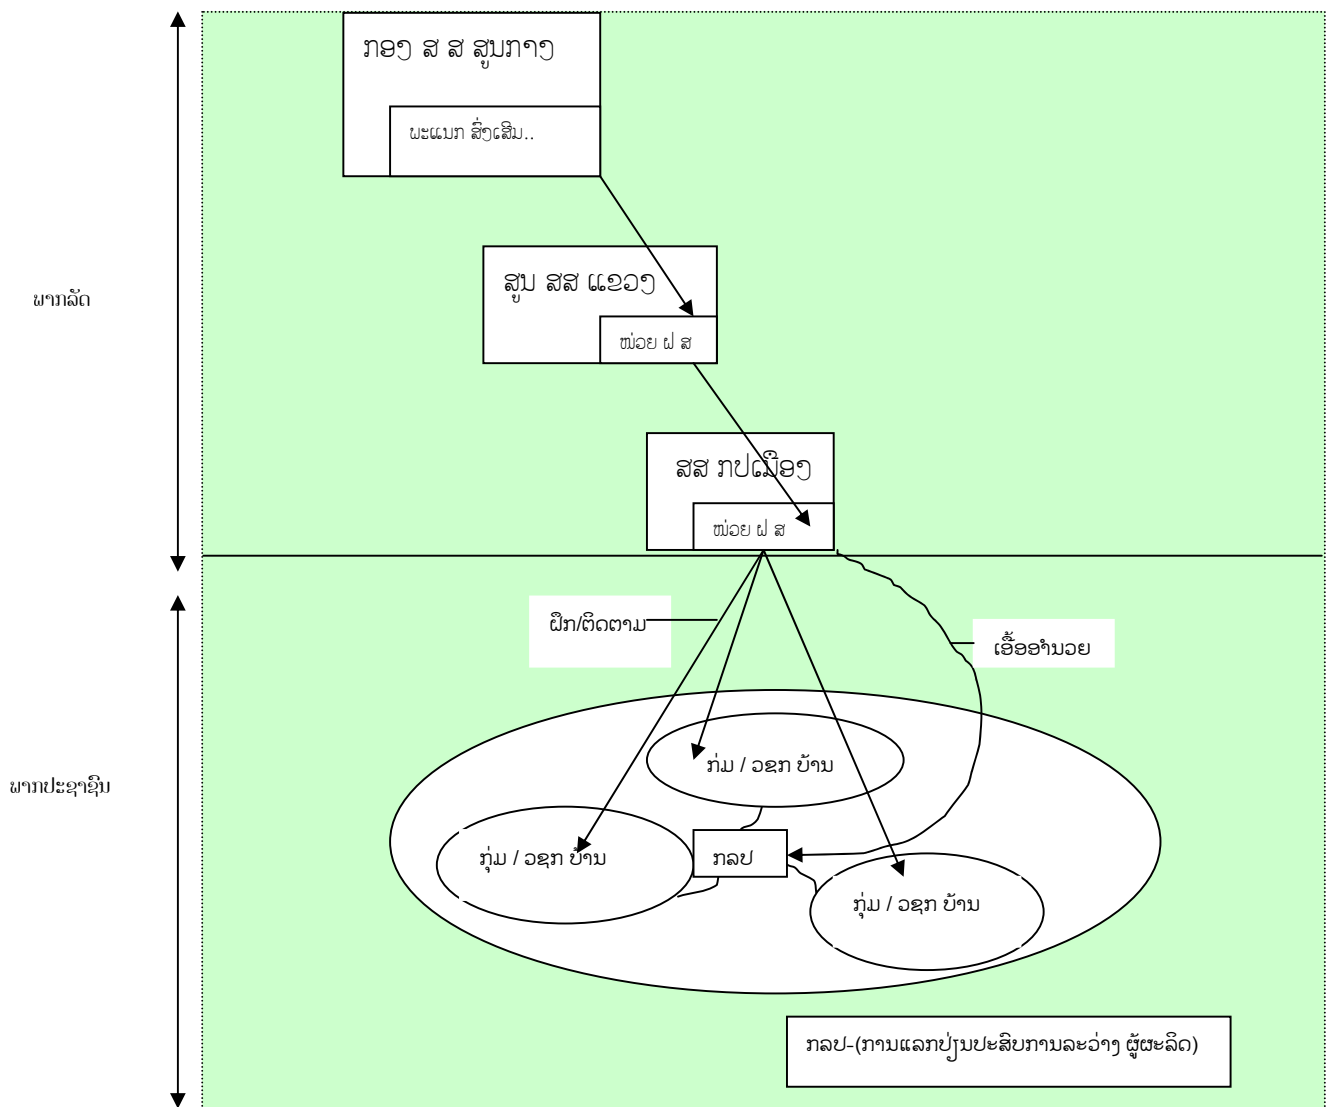 ກອງ ສ ສ ສູນກາງ
ພະແນກ ສົ່ງເສີມ..
ພາກລັດ
ສູນ ສສ ແຂວງ
ໜ່ວຍ ຝ ສ
ສສ ກປເມືອງ
ໜ່ວຍ ຝ ສ
ຝຶກ/ຕິດຕາມ
ເອື້ອອຳນວຍ
ພາກປະຊາຊົນ
ກຸ່ມ / ວຊກ ບ້ານ
ກຸ່ມ / ວຊກ ບ້ານ
ກລປ
ກຸ່ມ / ວຊກ ບ້ານ
ກລປ-(ການແລກປ່ຽນປະສົບການລະວ່າງ ຜູ້ຜະລິດ)